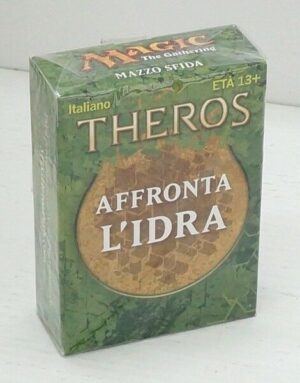 MAGIC
The Gathering
MAZZO SFIDA
Italiano
ETÀ 13+
THEROS
AFFRONTA
L'IDRA